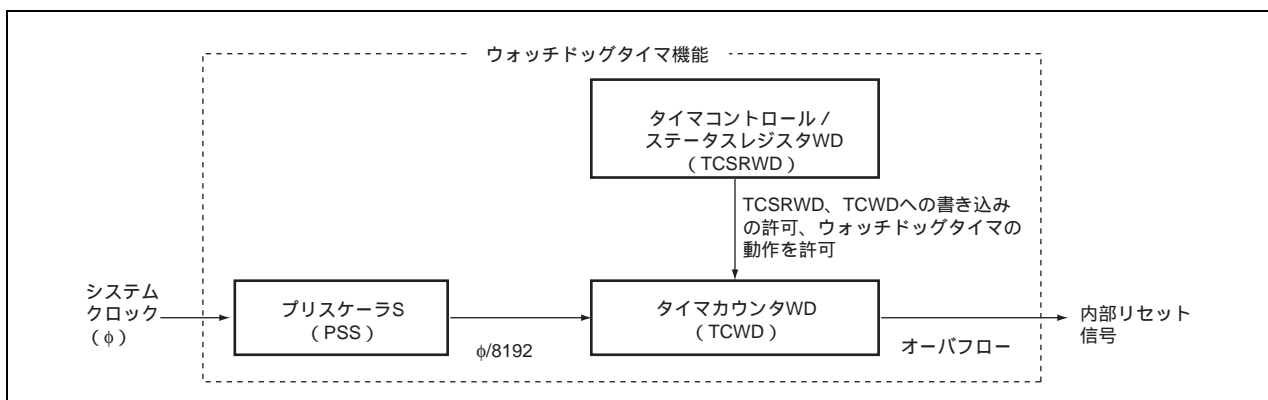 ウォッチドッグタイマ機能
タイマコントロール／
ステータスレジスタWD
（TCSRWD）
TCSRWD、TCWDへの書き込み
の許可、ウォッチドッグタイマの
動作を許可
システム
クロック
（φ）
プリスケーラS
（PSS）
φ/8192
タイマカウンタWD
（TCWD）
オーバフロー
内部リセット
信号